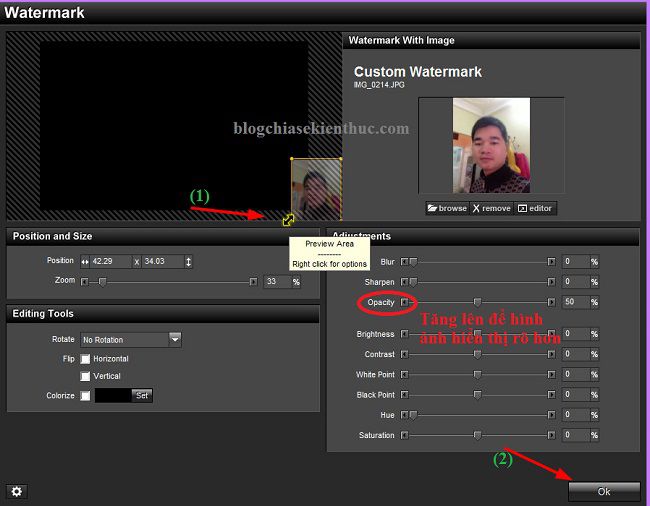 Watermark
Watermark With Image
Custom Watermark
IMG_0214.JPG
blogchiasekienthuc.com
browse
remove
editor
(1)
Preview Area
--------
Right click for options
Position and Size
Position 42.29 x 34.03
Zoom 33 %
Editing Tools
Rotate No Rotation
Flip Horizontal
Vertical
Colorize Set
Adjustments
Blur 0 %
Sharpen 0 %
Opacity 50 %
Tăng lên để hình
ảnh hiển thị rõ hơn
Brightness 0 %
Contrast 0 %
White Point 0 %
Black Point 0 %
Hue 0 %
Saturation 0 %
(2)
Ok